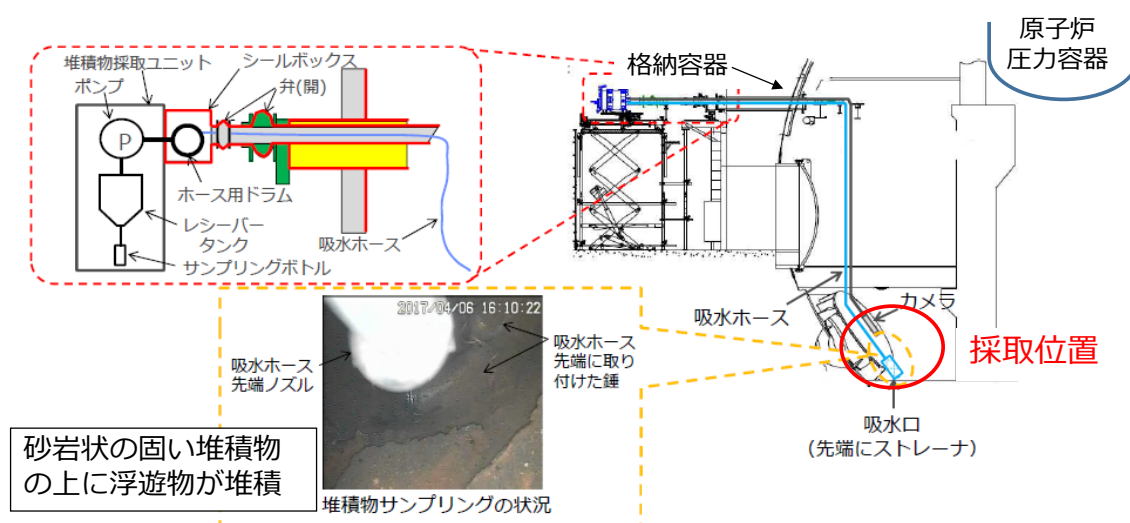 堆積物採取ユニット
シールボックス
ポンプ
弁(開)
P
ホース用ドラム
レシーバー
タンク
サンプリングボトル
吸水ホース
格納容器
原子炉
圧力容器
吸水ホース
カメラ
採取位置
吸水口
(先端にストレーナ)
2017/04/06 16:10:22
吸水ホース
先端ノズル
吸水ホース
先端に取り
付けた錘
砂岩状の固い堆積物
の上に浮遊物が堆積
堆積物サンプリングの状況